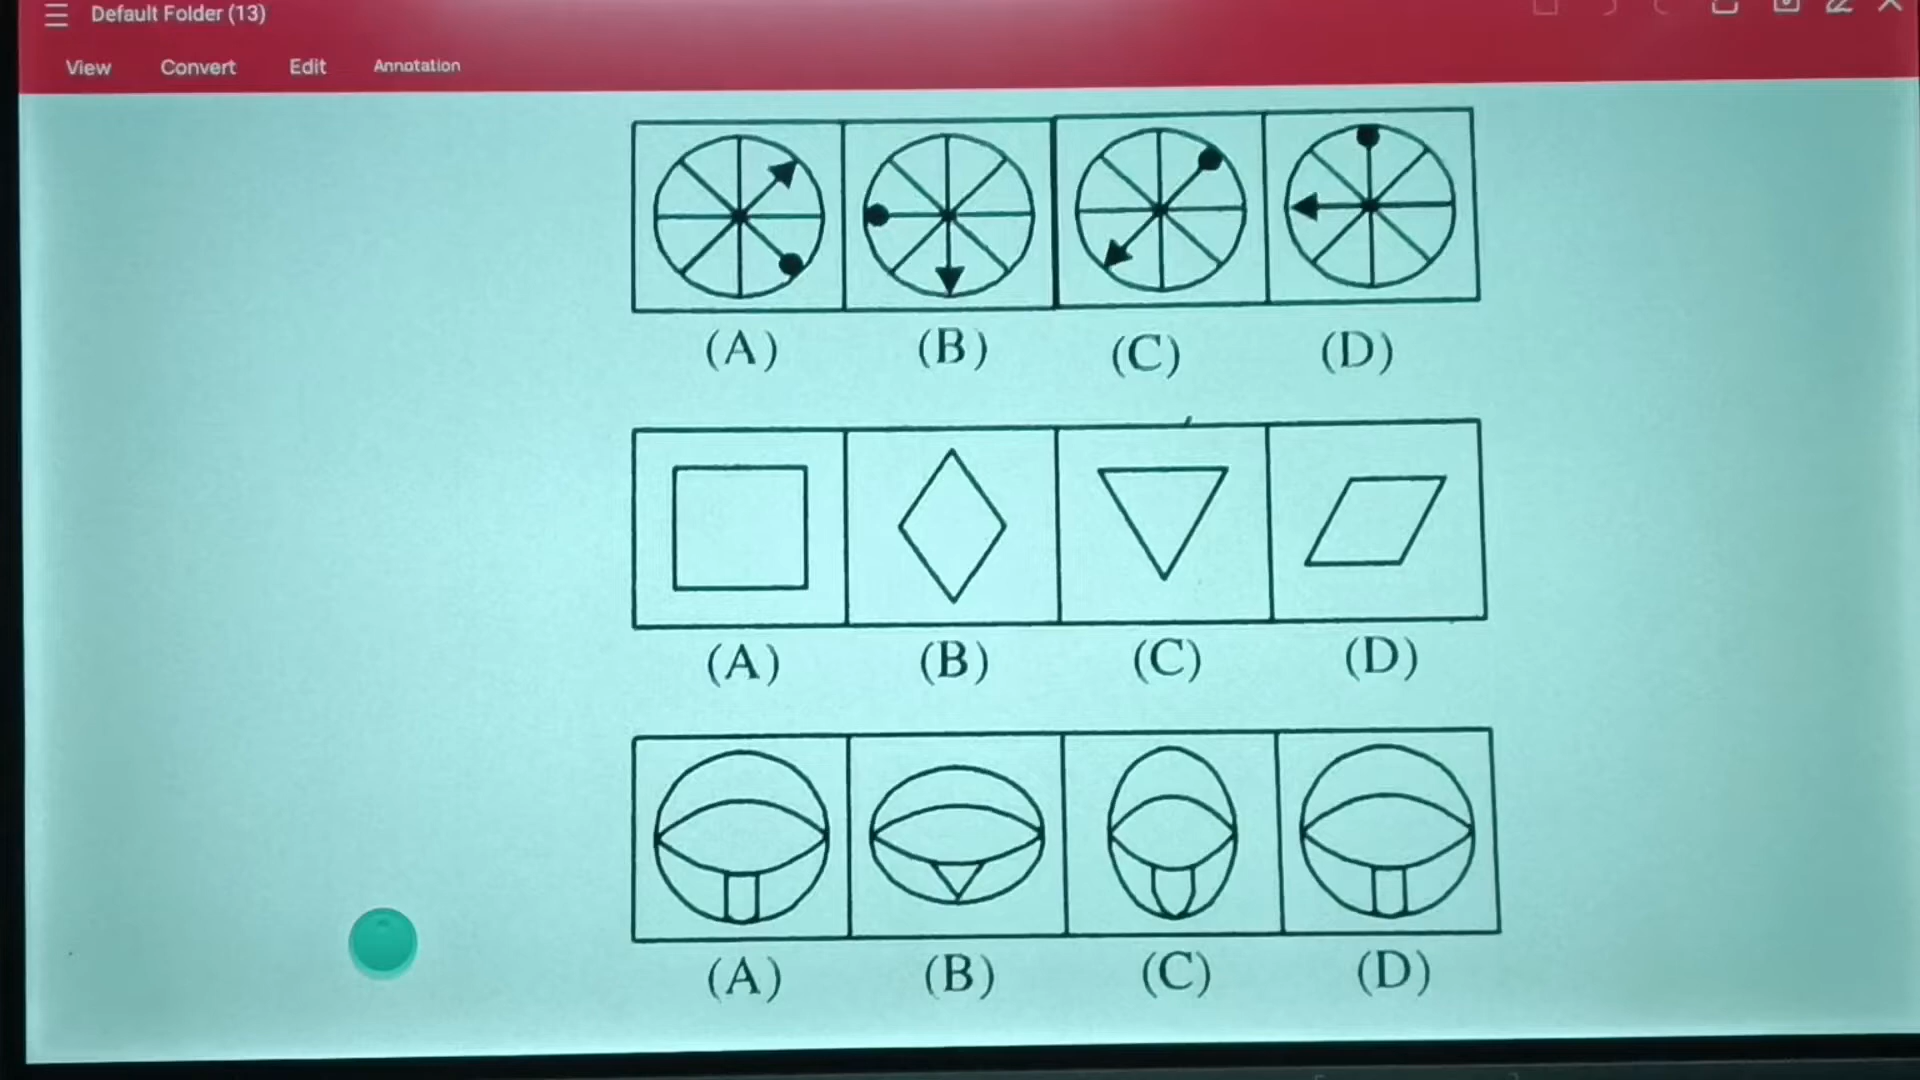 Default Folder (13)
View Convert Edit Annotation
(A) (B) (C) (D)
(A) (B) (C) (D)
(A) (B) (C) (D)